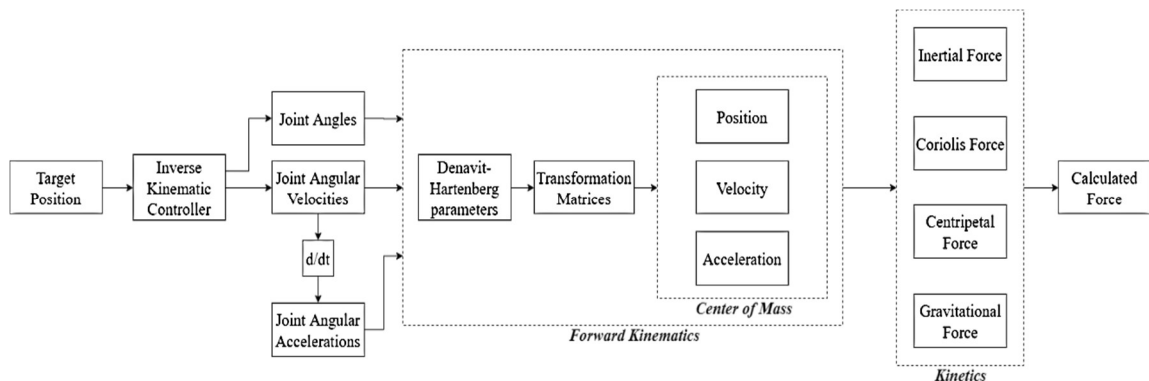 Target
Position
Inverse
Kinematic
Controller
Joint Angles
Joint Angular
Velocities
d/dt
Joint Angular
Accelerations
Denavit-
Hartenberg
parameters
Transformation
Matrices
Position
Velocity
Acceleration
Center of Mass
Forward Kinematics
Inertial Force
Coriolis Force
Centripetal
Force
Gravitational
Force
Kinetics
Calculated
Force